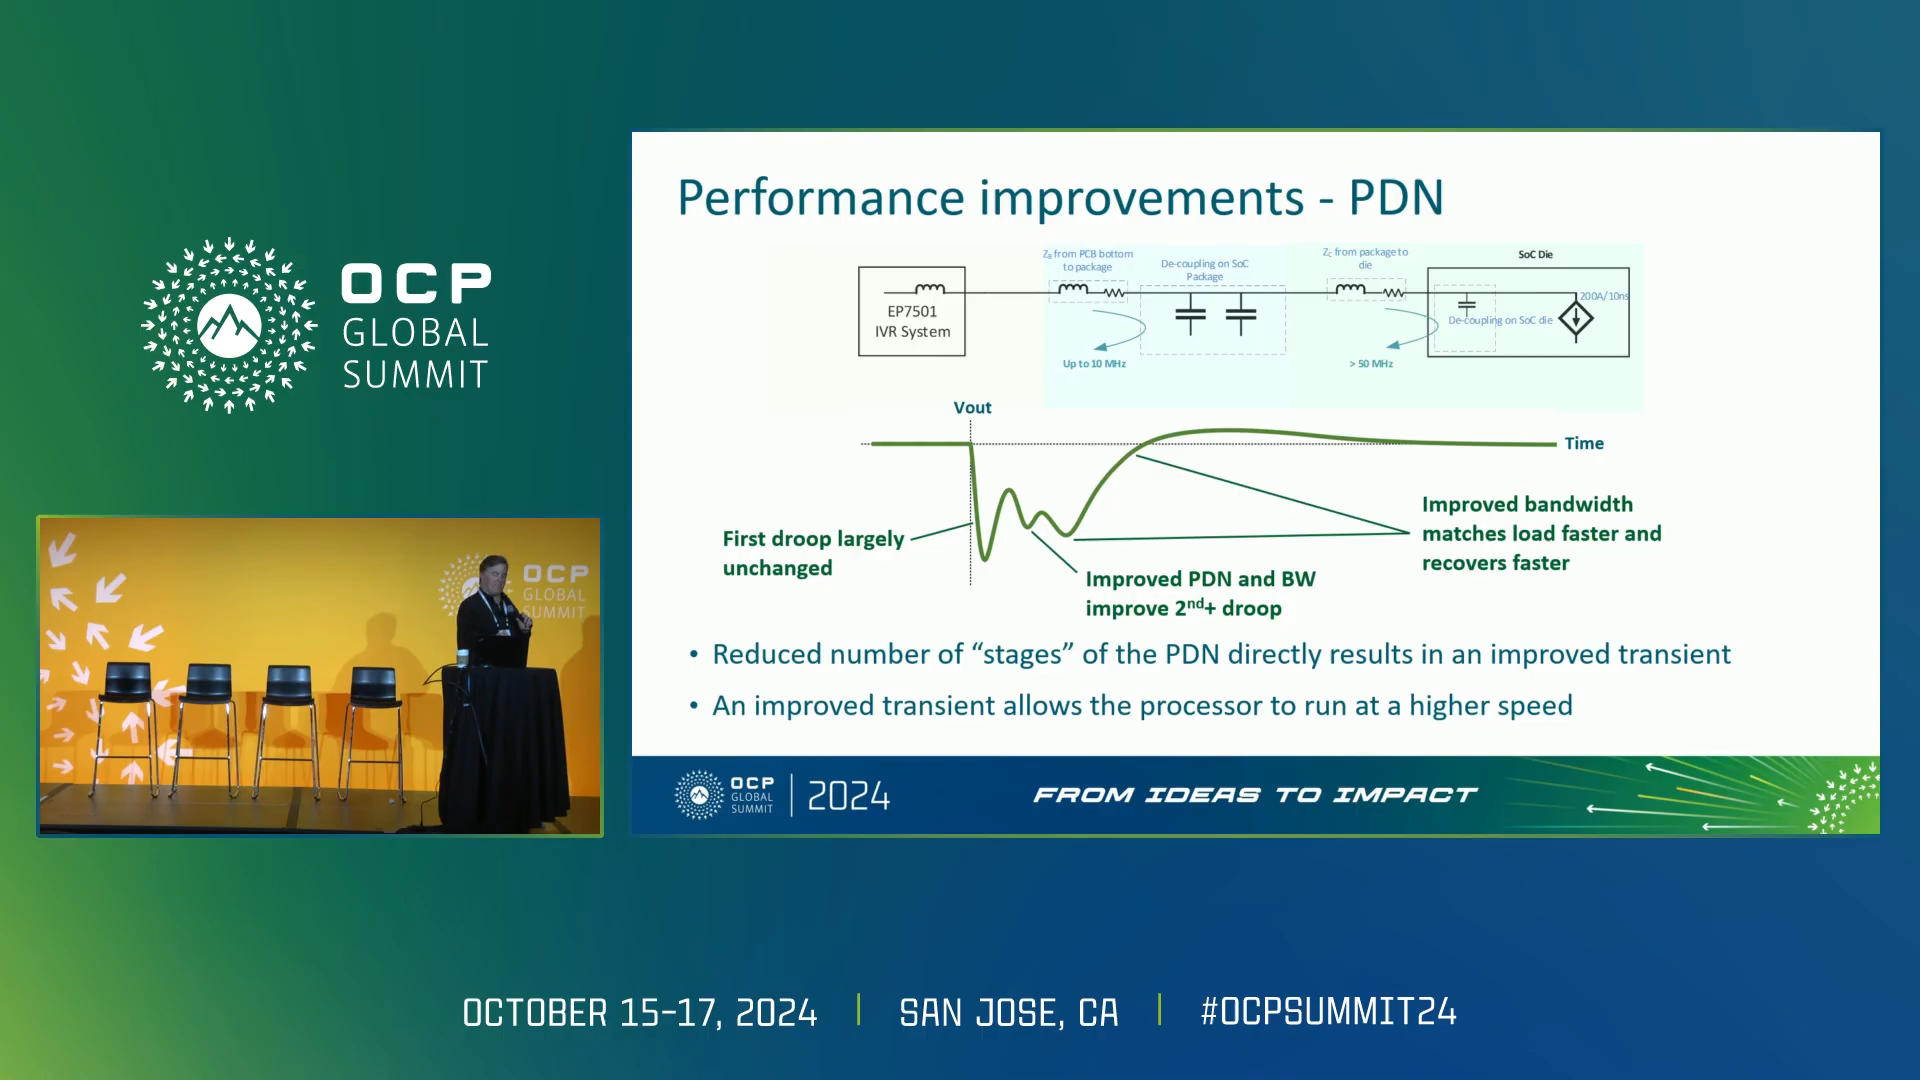 OCP
GLOBAL
SUMMIT
OCP
GLOBAL
SUMMIT
Performance improvements - PDN
ZB from PCB bottom
to package
De-coupling on SoC
Package
ZC from package to
die
SoC Die
EP7501
IVR System
200A/10ns
De-coupling on SoC die
Up to 10 MHz
> 50 MHz
Vout
Time
First droop largely
unchanged
Improved PDN and BW
improve 2nd+ droop
Improved bandwidth
matches load faster and
recovers faster
• Reduced number of “stages” of the PDN directly results in an improved transient
• An improved transient allows the processor to run at a higher speed
OCP
GLOBAL
SUMMIT
2024
FROM IDEAS TO IMPACT
OCTOBER 15-17, 2024 | SAN JOSE, CA | #OCPSUMMIT24